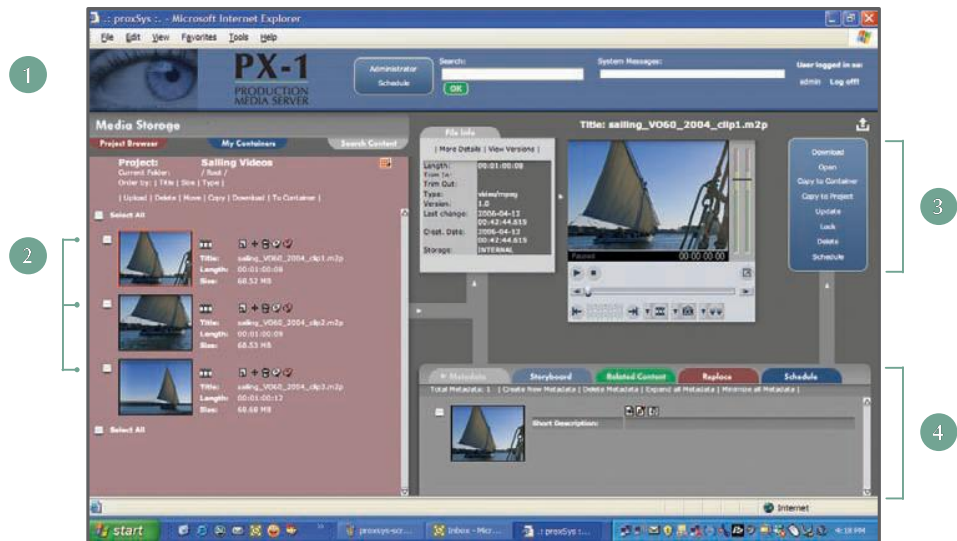 .: proxSys :. - Microsoft Internet Explorer
File Edit View Favorites Tools Help
1
PX-1
PRODUCTION
MEDIA SERVER
Administrator
Schedule
Search:
OK
System Messages:
User logged in as:
admin Log off!
Media Storage
Project Browser My Containers Search Content
Project: Sailing Videos
Current Folder: / Root /
Order by: | Title | Size | Type |
| Upload | Delete | Move | Copy | Download | To Container |
Select All
2
Title: sailing_VO60_2004_clip1.m2p
Length: 00:01:00:08
Size: 68.52 MB
Title: sailing_VO60_2004_clip2.m2p
Length: 00:01:00:09
Size: 68.53 MB
Title: sailing_VO60_2004_clip3.m2p
Length: 00:01:00:12
Size: 68.68 MB
Select All
File Info
| More Details | View Versions |
Length: 00:01:00:08
Trim In:
Trim Out:
Type: video/mpeg
Version: 1.0
Last change: 2006-04-12
00:42:44.615
Creat. Date: 2006-04-12
00:42:44.615
Storage: INTERNAL
Title: sailing_VO60_2004_clip1.m2p
Paused 00:00:00:00
Download
Open
Copy to Container
Copy to Project
Update
Lock
Delete
Schedule
3
Metadata Storyboard Related Content Replace Schedule
Total Metadata: 1 | Create New Metadata | Delete Metadata | Expand all Metadata | Minimize all Metadata |
Short Description:
4
Internet
start
proxsys-scr...
Inbox - Micr...
.: proxSys :...
4:18 PM